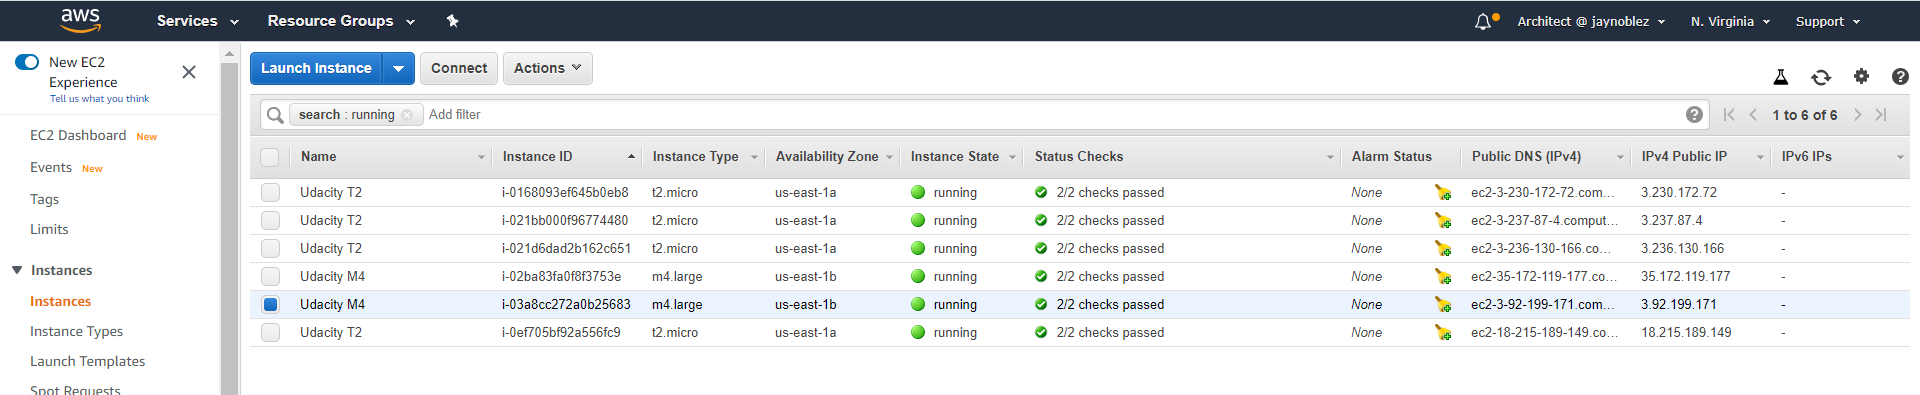 aws Services Resource Groups Architect @ jaynoblez N. Virginia Support
New EC2
Experience
Tell us what you think
EC2 Dashboard New
Events New
Tags
Limits
Instances
Instances
Instance Types
Launch Templates
Spot Requests
Launch Instance Connect Actions
search : running Add filter 1 to 6 of 6
Name Instance ID Instance Type Availability Zone Instance State Status Checks Alarm Status Public DNS (IPv4) IPv4 Public IP IPv6 IPs
Udacity T2 i-0168093ef645b0eb8 t2.micro us-east-1a running 2/2 checks passed None ec2-3-230-172-72.com... 3.230.172.72 -
Udacity T2 i-021bb000f96774480 t2.micro us-east-1a running 2/2 checks passed None ec2-3-237-87-4.comput... 3.237.87.4 -
Udacity T2 i-021d6dad2b162c651 t2.micro us-east-1a running 2/2 checks passed None ec2-3-236-130-166.co... 3.236.130.166 -
Udacity M4 i-02ba83fa0f8f3753e m4.large us-east-1b running 2/2 checks passed None ec2-35-172-119-177.co... 35.172.119.177 -
Udacity M4 i-03a8cc272a0b25683 m4.large us-east-1b running 2/2 checks passed None ec2-3-92-199-171.com... 3.92.199.171 -
Udacity T2 i-0ef705bf92a556fc9 t2.micro us-east-1a running 2/2 checks passed None ec2-18-215-189-149.co... 18.215.189.149 -